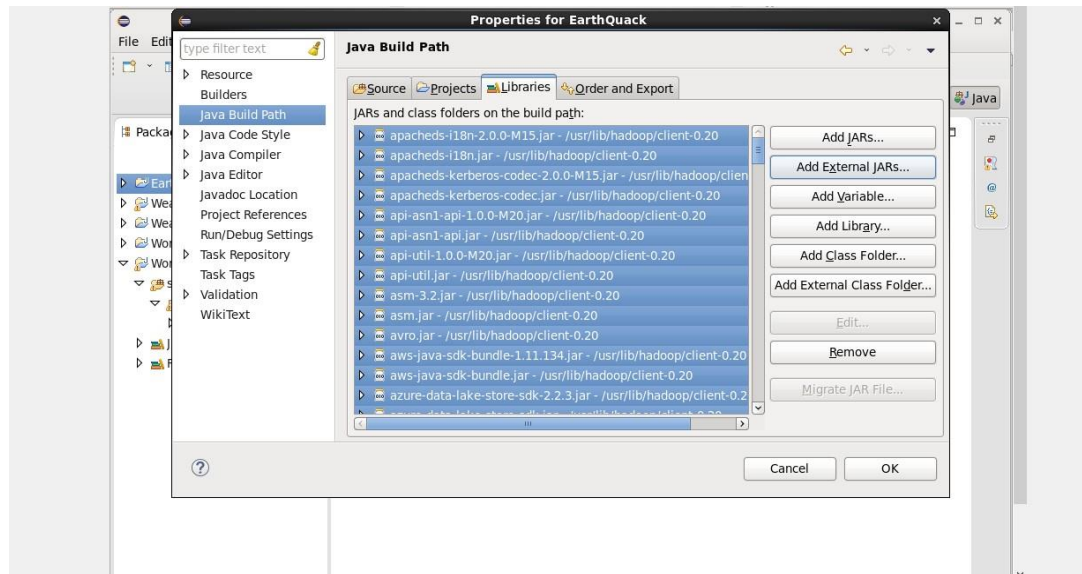 Properties for EarthQuack
File Edit
type filter text
Java Build Path
Resource
Builders
Java Build Path
Java Code Style
Java Compiler
Java Editor
Javadoc Location
Project References
Run/Debug Settings
Task Repository
Task Tags
Validation
WikiText
Source Projects Libraries Order and Export
JARs and class folders on the build path:
apacheds-i18n-2.0.0-M15.jar - /usr/lib/hadoop/client-0.20
apacheds-i18n.jar - /usr/lib/hadoop/client-0.20
apacheds-kerberos-codec-2.0.0-M15.jar - /usr/lib/hadoop/clien
apacheds-kerberos-codec.jar - /usr/lib/hadoop/client-0.20
api-asn1-api-1.0.0-M20.jar - /usr/lib/hadoop/client-0.20
api-asn1-api.jar - /usr/lib/hadoop/client-0.20
api-util-1.0.0-M20.jar - /usr/lib/hadoop/client-0.20
api-util.jar - /usr/lib/hadoop/client-0.20
asm-3.2.jar - /usr/lib/hadoop/client-0.20
asm.jar - /usr/lib/hadoop/client-0.20
avro.jar - /usr/lib/hadoop/client-0.20
aws-java-sdk-bundle-1.11.134.jar - /usr/lib/hadoop/client-0.20
aws-java-sdk-bundle.jar - /usr/lib/hadoop/client-0.20
azure-data-lake-store-sdk-2.2.3.jar - /usr/lib/hadoop/client-0.2
Add JARs...
Add External JARs...
Add Variable...
Add Library...
Add Class Folder...
Add External Class Folder...
Edit...
Remove
Migrate JAR File...
Cancel OK
Java
Packa
Ear
Wea
Wea
Wor
Wor